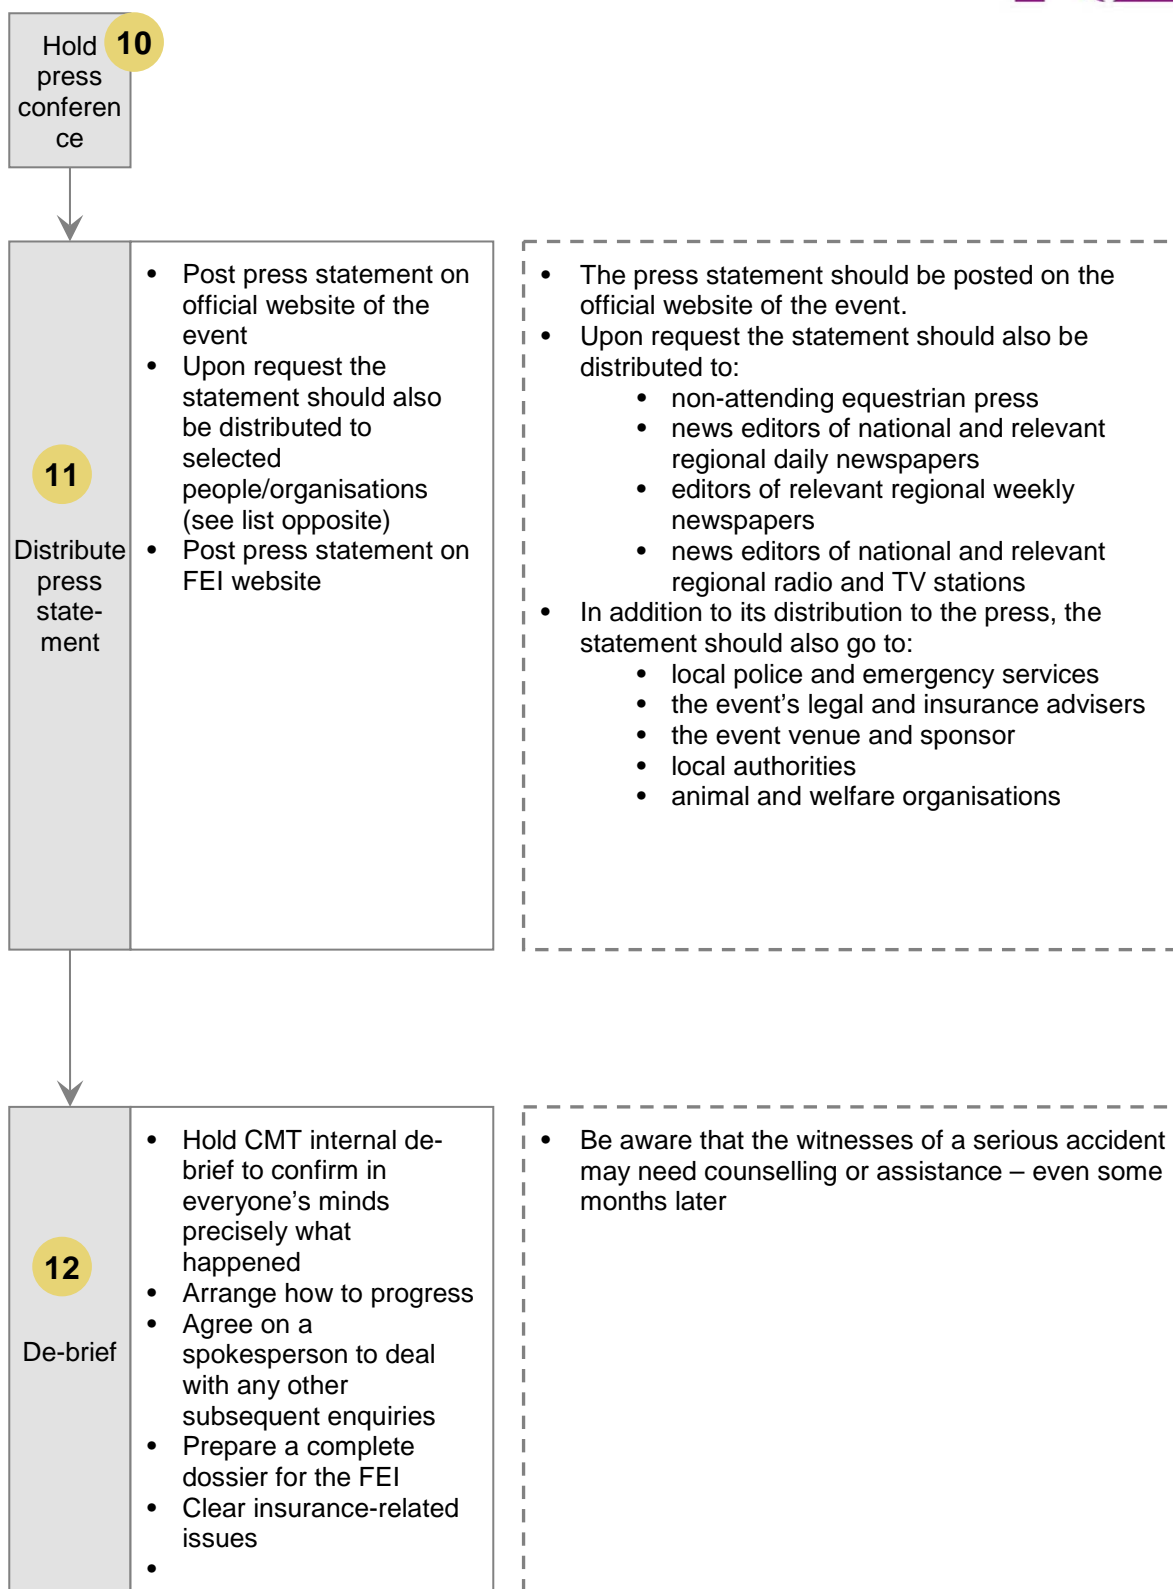 Hold 10
press
conferen
ce
11
Distribute
press
state-
ment
• Post press statement on
official website of the
event
• Upon request the
statement should also
be distributed to
selected
people/organisations
(see list opposite)
• Post press statement on
FEI website
• The press statement should be posted on the
official website of the event.
• Upon request the statement should also be
distributed to:
• non-attending equestrian press
• news editors of national and relevant
regional daily newspapers
• editors of relevant regional weekly
newspapers
• news editors of national and relevant
regional radio and TV stations
• In addition to its distribution to the press, the
statement should also go to:
• local police and emergency services
• the event’s legal and insurance advisers
• the event venue and sponsor
• local authorities
• animal and welfare organisations
12
De-brief
• Hold CMT internal de-
brief to confirm in
everyone’s minds
precisely what
happened
• Arrange how to progress
• Agree on a
spokesperson to deal
with any other
subsequent enquiries
• Prepare a complete
dossier for the FEI
• Clear insurance-related
issues
•
• Be aware that the witnesses of a serious accident
may need counselling or assistance – even some
months later